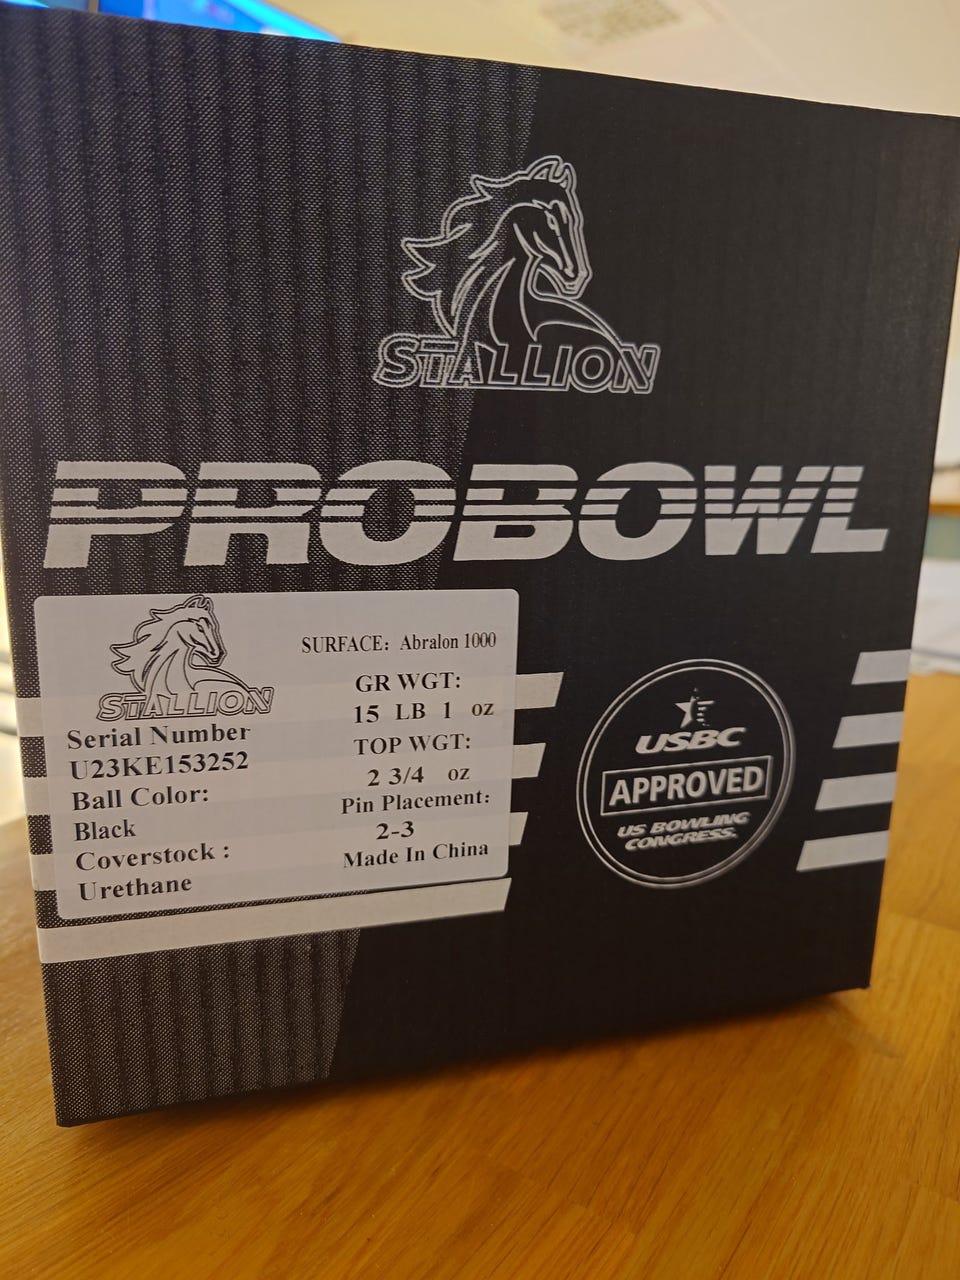 STALLION
PROBOWL
STALLION
Serial Number
U23KE153252
Ball Color:
Black
Coverstock :
Urethane
SURFACE: Abralon 1000
GR WGT:
15 LB 1 oz
TOP WGT:
2 3/4 oz
Pin Placement:
2-3
Made In China
USBC
APPROVED
US BOWLING
CONGRESS.